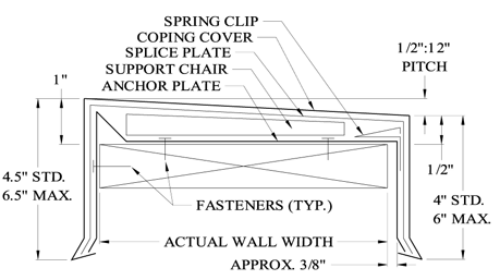 SPRING CLIP
COPING COVER
SPLICE PLATE
SUPPORT CHAIR
ANCHOR PLATE
1/2":12"
PITCH
1"
4.5" STD.
6.5" MAX.
1/2"
4" STD.
6" MAX.
FASTENERS (TYP.)
ACTUAL WALL WIDTH
APPROX. 3/8"